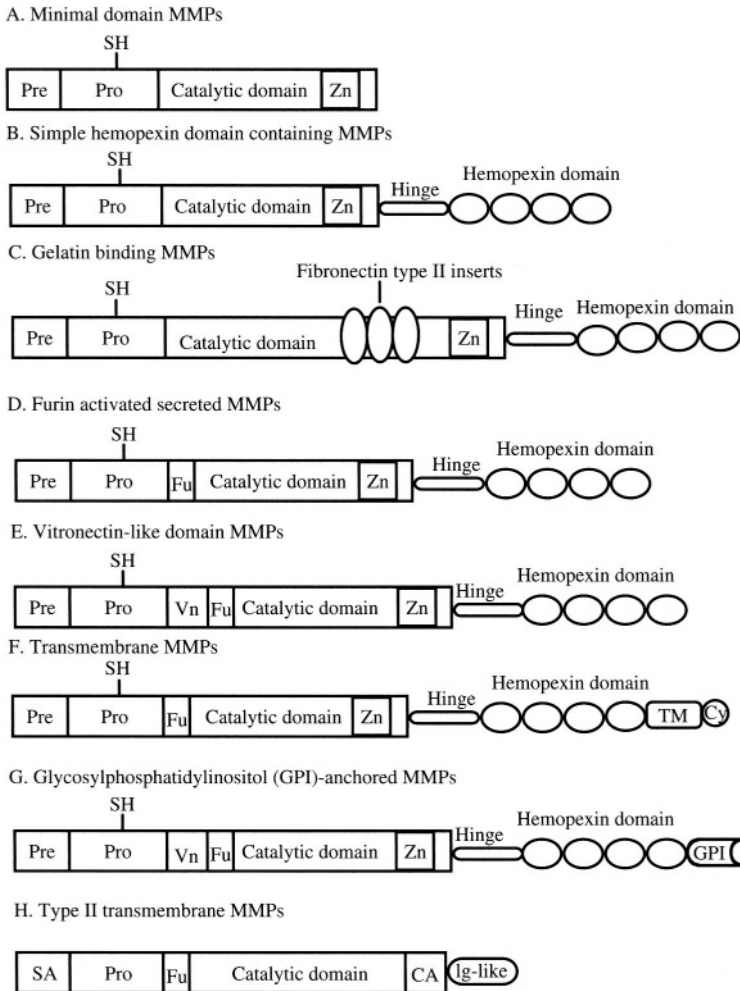 A. Minimal domain MMPs
SH
Pre Pro Catalytic domain Zn
B. Simple hemopexin domain containing MMPs
SH
Hemopexin domain
Hinge
Pre Pro Catalytic domain Zn
C. Gelatin binding MMPs
Fibronectin type II inserts
SH
Hinge Hemopexin domain
Pre Pro Catalytic domain Zn
D. Furin activated secreted MMPs
SH
Hemopexin domain
Hinge
Pre Pro Fu Catalytic domain Zn
E. Vitronectin-like domain MMPs
SH
Hemopexin domain
Hinge
Pre Pro Vn Fu Catalytic domain Zn
F. Transmembrane MMPs
SH
Hemopexin domain
Hinge
Pre Pro Fu Catalytic domain Zn TM Cy
G. Glycosylphosphatidylinositol (GPI)-anchored MMPs
SH
Hemopexin domain
Hinge
Pre Pro Vn Fu Catalytic domain Zn GPI
H. Type II transmembrane MMPs
SA Pro Fu Catalytic domain CA lg-like